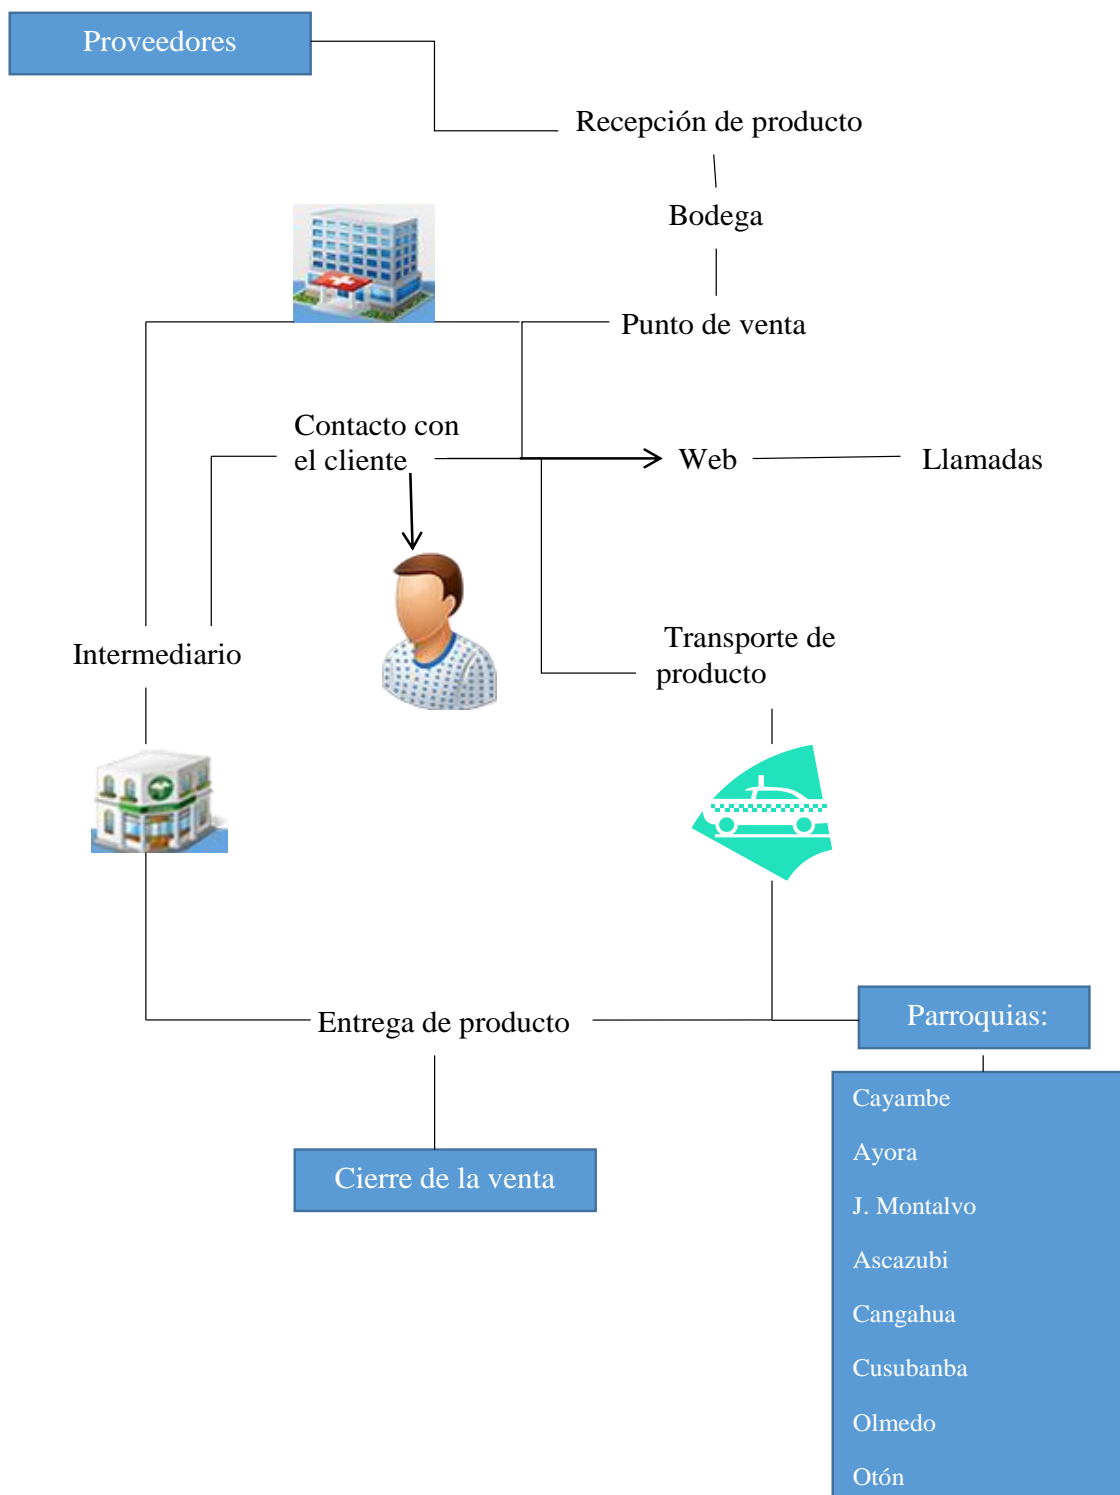 Proveedores
Recepción de producto
Bodega
Punto de venta
Contacto con
el cliente
Web
Llamadas
Intermediario
Transporte de
producto
Entrega de producto
Parroquias:
Cayambe
Ayora
J. Montalvo
Ascazubi
Cangahua
Cusubanba
Olmedo
Otón
Cierre de la venta